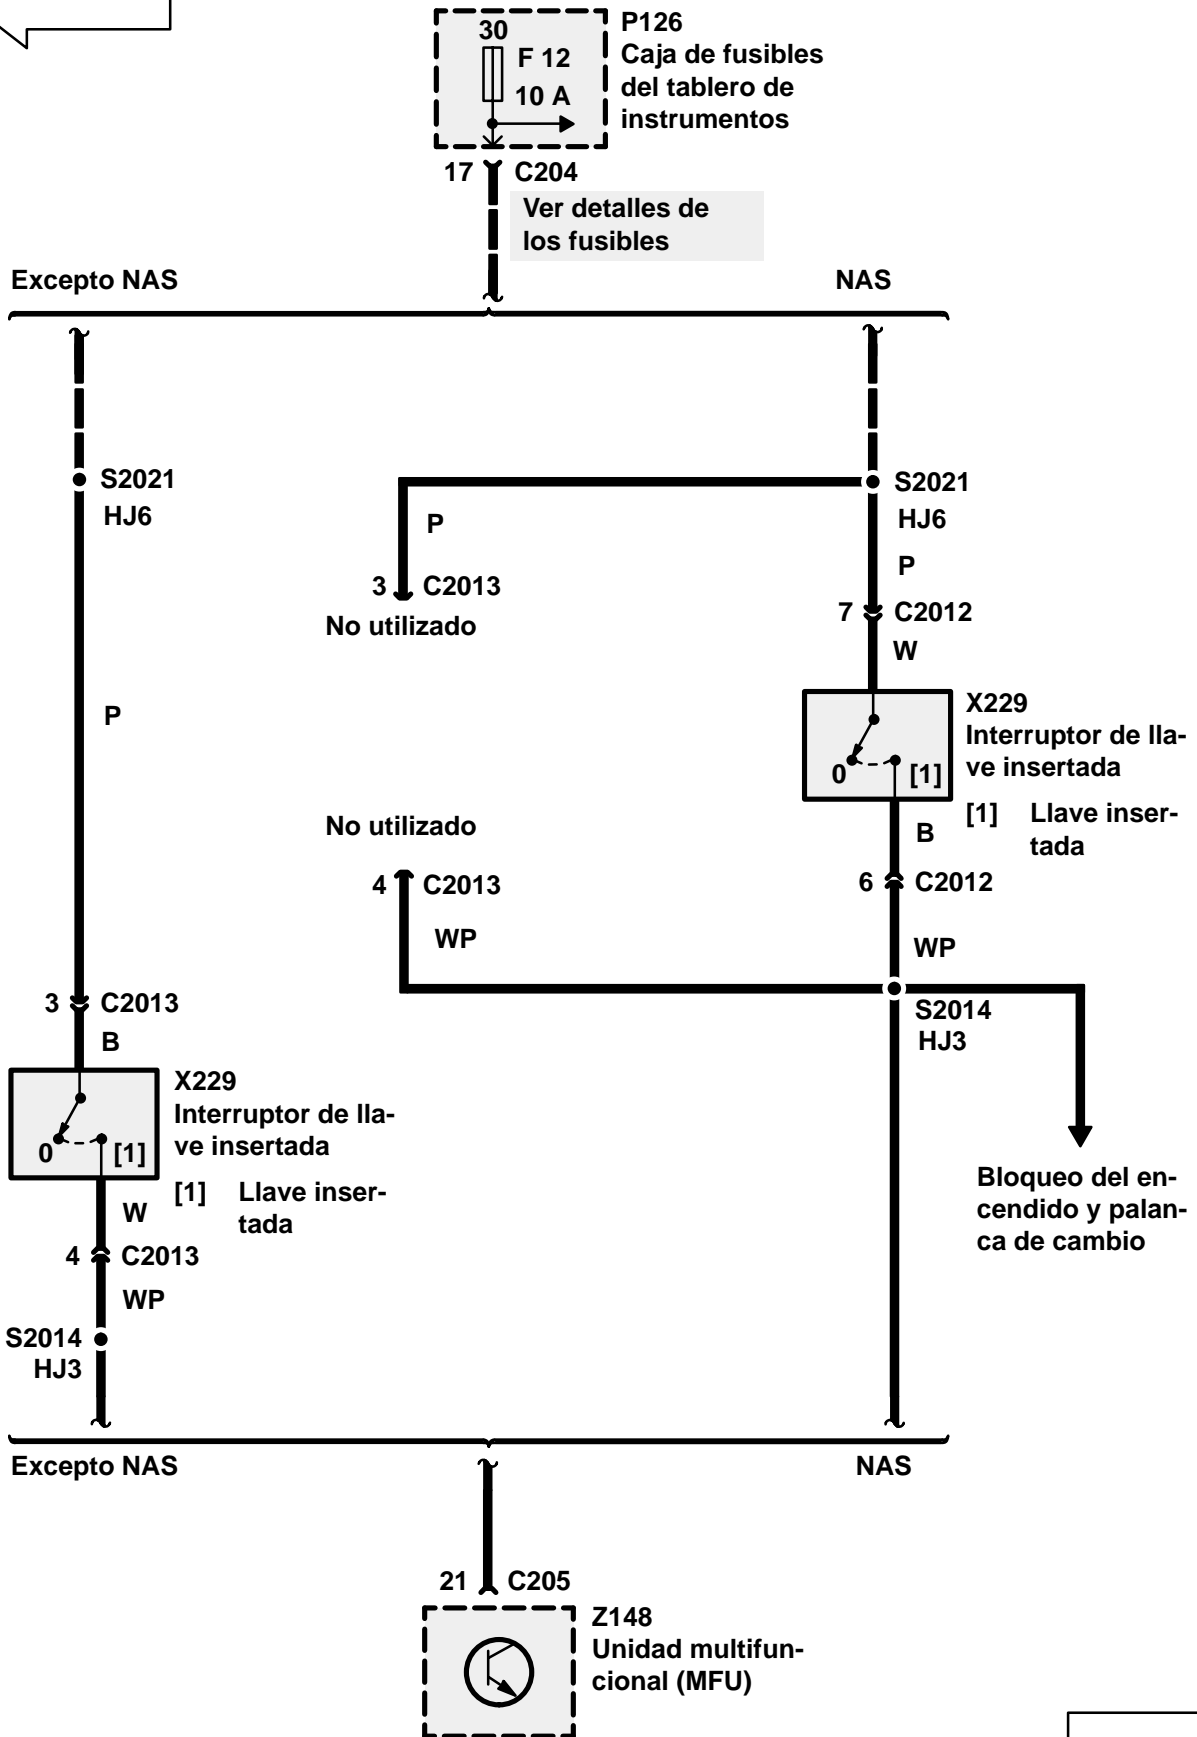 30
F 12
10 A
P126
Caja de fusibles
del tablero de
instrumentos
17
C204
Ver detalles de
los fusibles
Excepto NAS
NAS
S2021
HJ6
P
3
C2013
No utilizado
S2021
HJ6
P
7
C2012
W
P
X229
Interruptor de lla-
ve insertada
0
[1]
[1] Llave inser-
tada
B
6
C2012
No utilizado
4
C2013
WP
WP
S2014
HJ3
3
C2013
B
X229
Interruptor de lla-
ve insertada
0
[1]
[1] Llave inser-
tada
W
4
C2013
WP
S2014
HJ3
Bloqueo del en-
cendido y palan-
ca de cambio
Excepto NAS
NAS
21
C205
Z148
Unidad multifun-
cional (MFU)